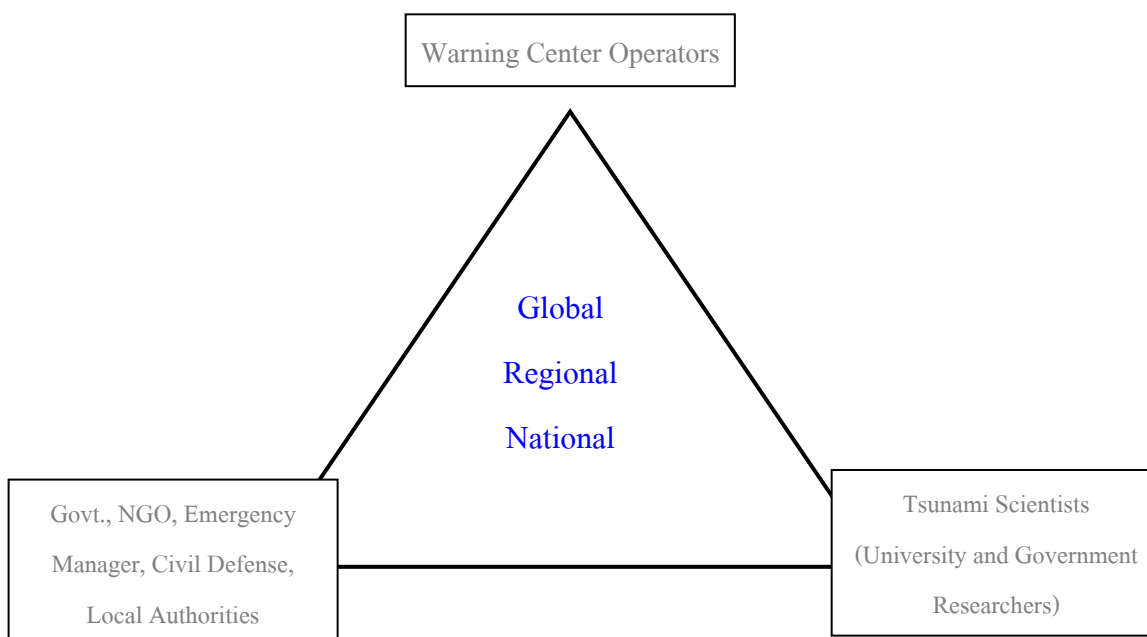 Warning Center Operators
Global
Regional
National
Govt., NGO, Emergency
Manager, Civil Defense,
Local Authorities
Tsunami Scientists
(University and Government
Researchers)